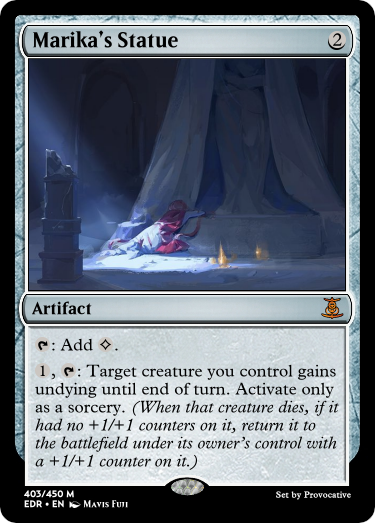 Marika's Statue 2
Artifact
: Add .
1, : Target creature you control gains
undying until end of turn. Activate only
as a sorcery. (When that creature dies, if it
had no +1/+1 counters on it, return it to
the battlefield under its owner's control with
a +1/+1 counter on it.)
403/450 M
EDR • EN Mavis Fuji Set by Provocative